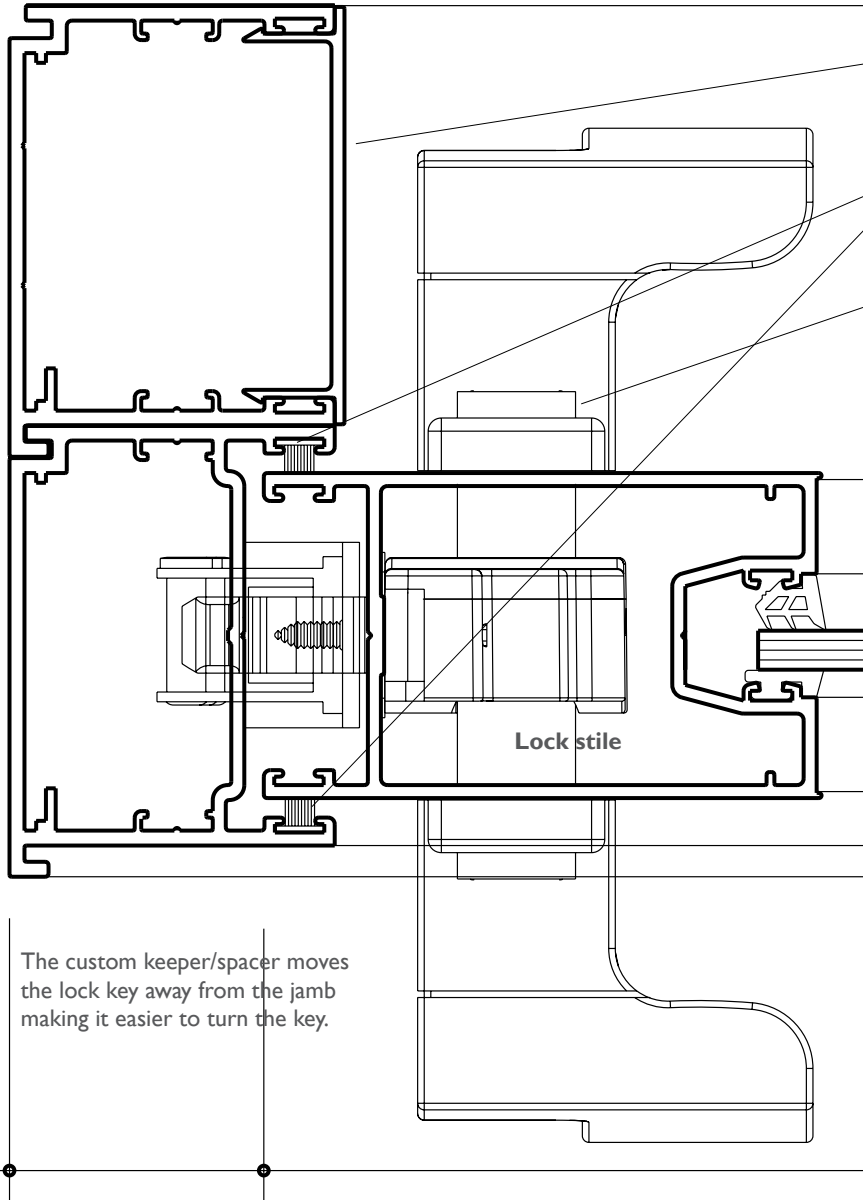 Lock stile
The custom keeper/spacer moves
the lock key away from the jamb
making it easier to turn the key.